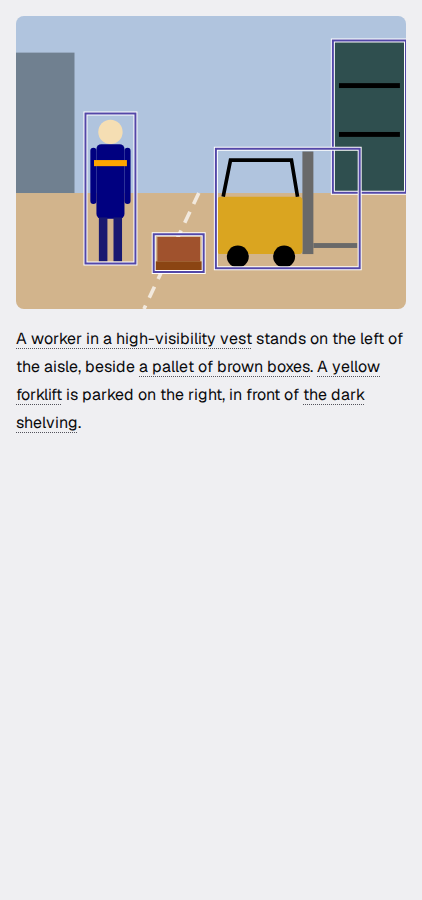 A worker in a high-visibility vest stands on the left of
the aisle, beside a pallet of brown boxes. A yellow
forklift is parked on the right, in front of the dark
shelving.